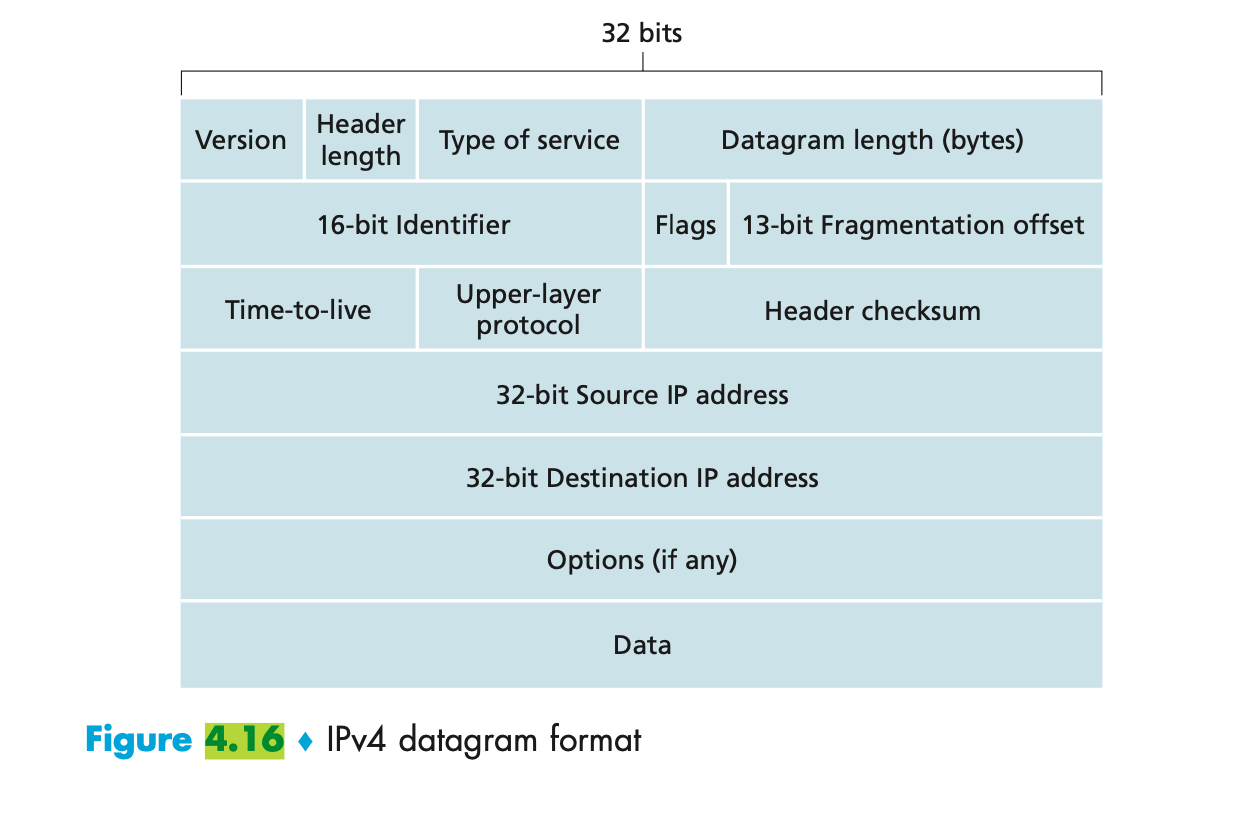 32 bits
Version
Header
length
Type of service
Datagram length (bytes)
16-bit Identifier
Flags
13-bit Fragmentation offset
Time-to-live
Upper-layer
protocol
Header checksum
32-bit Source IP address
32-bit Destination IP address
Options (if any)
Data
Figure 4.16 ♦ IPv4 datagram format